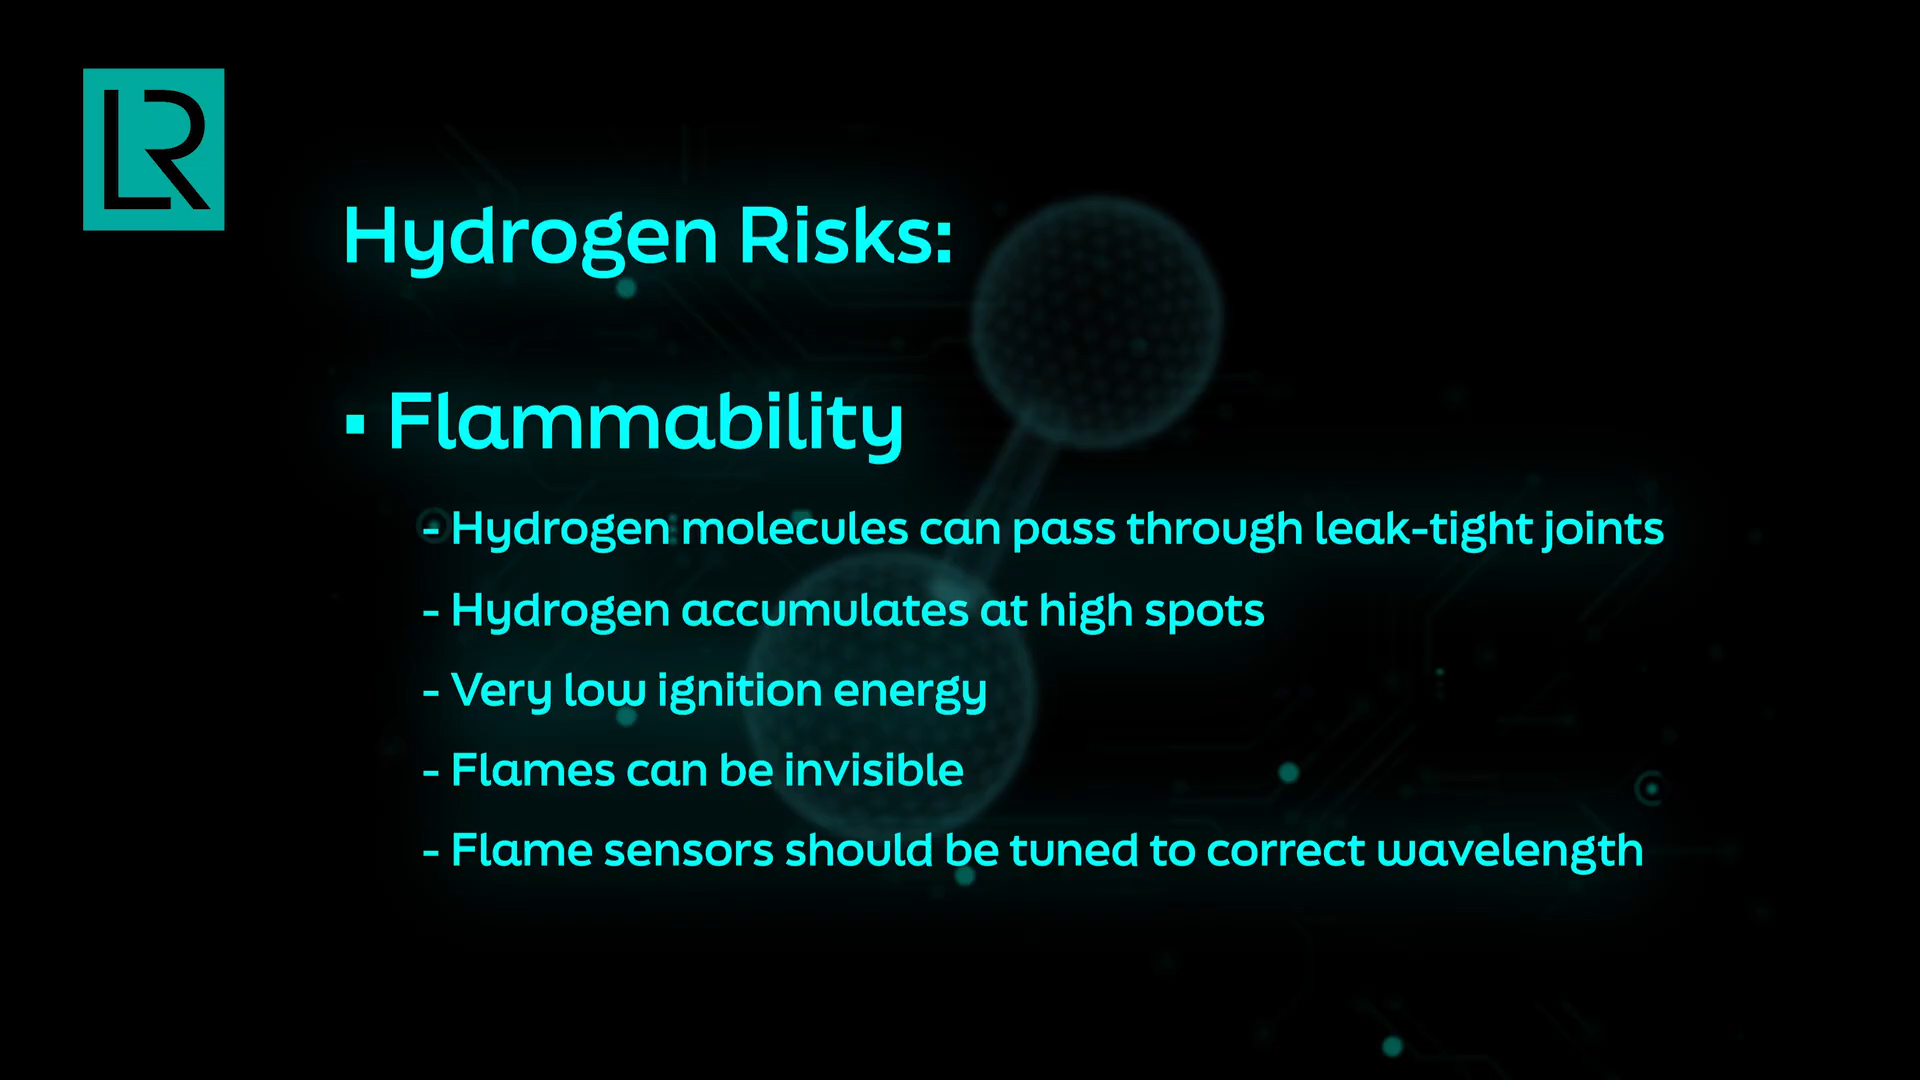 LR
Hydrogen Risks:
▪ Flammability
- Hydrogen molecules can pass through leak-tight joints
- Hydrogen accumulates at high spots
- Very low ignition energy
- Flames can be invisible
- Flame sensors should be tuned to correct wavelength